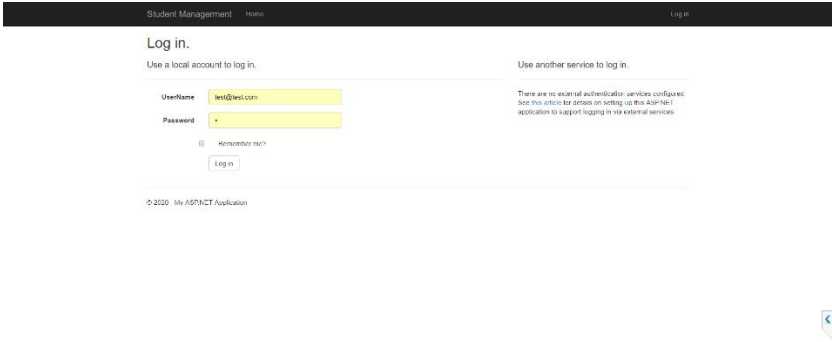 Student Managerment Home Log in
Log in.
Use a local account to log in.
UserName test@test.com
Password
Remember me?
Log in
Use another service to log in.
There are no external authentication services configured.
See this article for details on setting up this ASP.NET
application to support logging in via external services.
© 2020 My ASP.NET Application